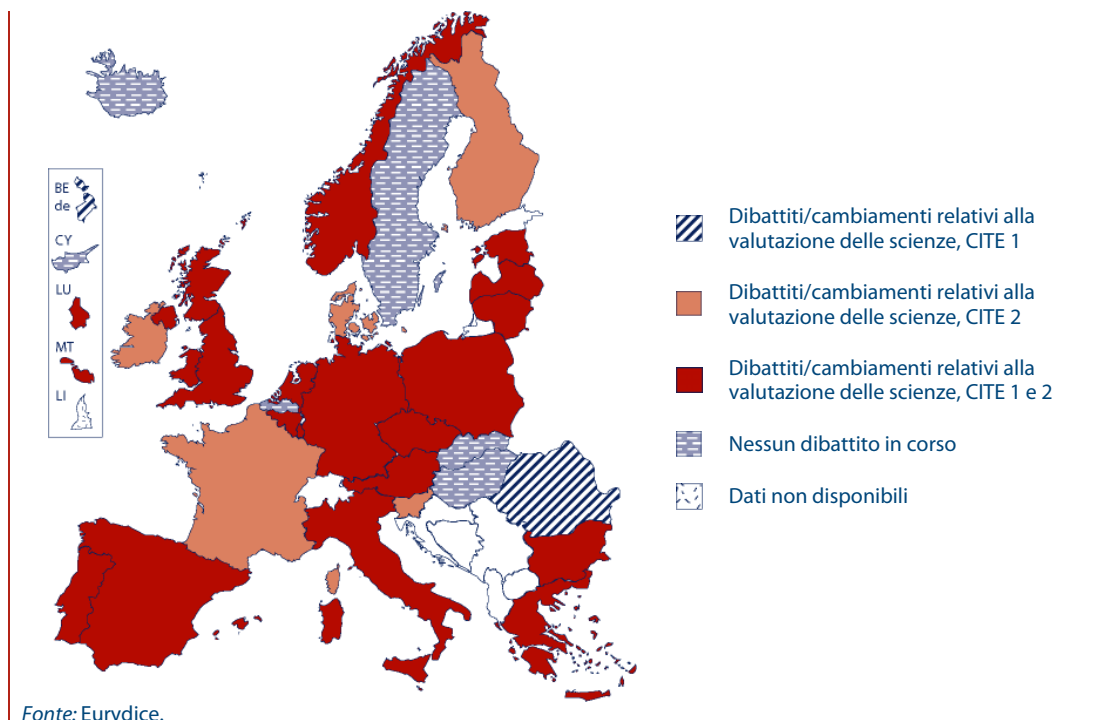 BE
de
CY
LU
MT
LI
Dibattiti/cambiamenti relativi alla
valutazione delle scienze, CITE 1
Dibattiti/cambiamenti relativi alla
valutazione delle scienze, CITE 2
Dibattiti/cambiamenti relativi alla
valutazione delle scienze, CITE 1 e 2
Nessun dibattito in corso
Dati non disponibili
Fonte: Eurydice.